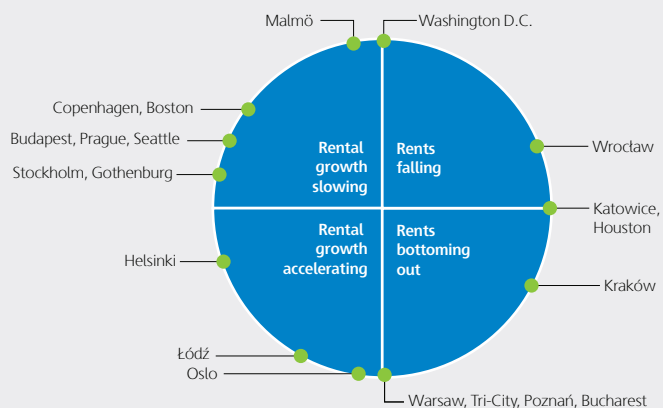 Malmö
Washington D.C.
Copenhagen, Boston
Budapest, Prague, Seattle
Stockholm, Gothenburg
Rental
growth
slowing
Rents
falling
Wrocław
Katowice,
Houston
Helsinki
Rental
growth
accelerating
Rents
bottoming
out
Kraków
Łódź
Oslo
Warsaw, Tri-City, Poznań, Bucharest